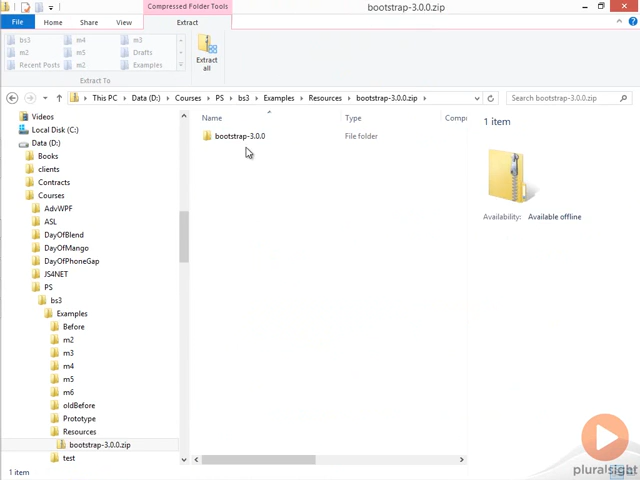 Compressed Folder Tools
bootstrap-3.0.0.zip
File
Home
Share
View
Extract
bs3
m4
m3
m2
m5
Drafts
Recent Posts
m6
Examples
Extract
all
Extract To
This PC
Data (D:)
Courses
PS
bs3
Examples
Resources
bootstrap-3.0.0.zip
Search bootstrap-3.0.0.zip
Videos
Local Disk (C:)
Data (D:)
Books
clients
Contracts
Courses
AdvWPF
ASL
DayOfBlend
DayOfMango
DayOfPhoneGap
JS4NET
PS
bs3
Examples
Before
m2
m3
m4
m5
m6
oldBefore
Prototype
Resources
bootstrap-3.0.0.zip
test
Name
Type
Compr
bootstrap-3.0.0
File folder
1 item
Availability: Available offline
1 item
pluralsight